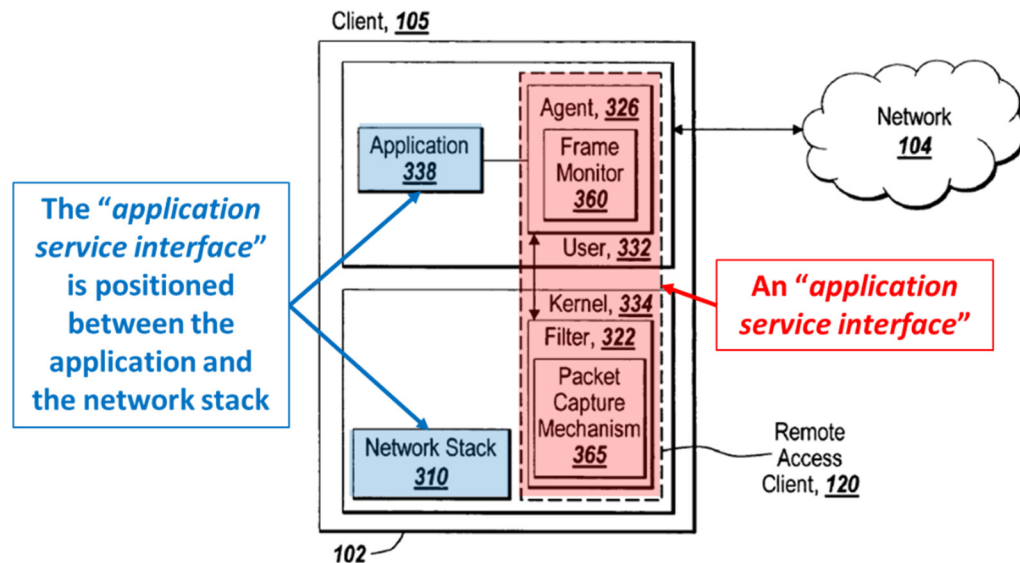 Client, 105
Agent, 326
Network
104
Application
338
Frame
Monitor
360
The “application
service interface”
is positioned
between the
application and
the network stack
User, 332
Kernel, 334
An “application
service interface”
Filter, 322
Packet
Capture
Mechanism
365
Network Stack
310
Remote
Access
Client, 120
102